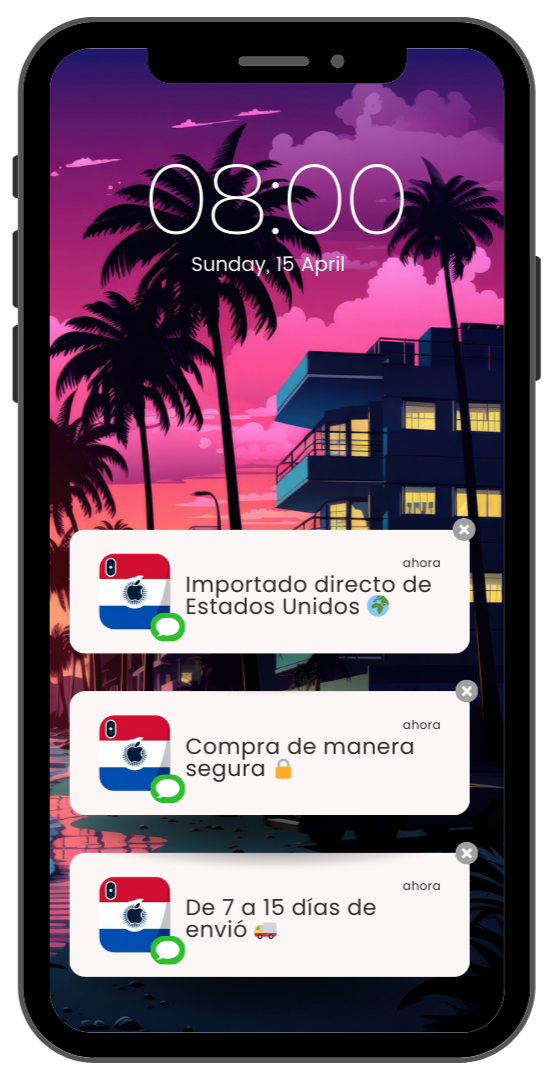 08:00
Sunday, 15 April
ahora
Importado directo de
Estados Unidos 🌍
ahora
Compra de manera
segura 🔒
ahora
De 7 a 15 días de
envió 🚚